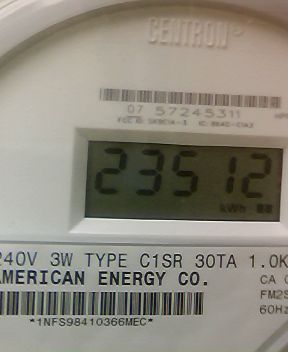 CENTRON
07 57245311
23512
kWh
240V 3W TYPE C1SR 30TA 1.0K
AMERICAN ENERGY CO.
CA
FM2S
60Hz
*1NFS98410366MEC*